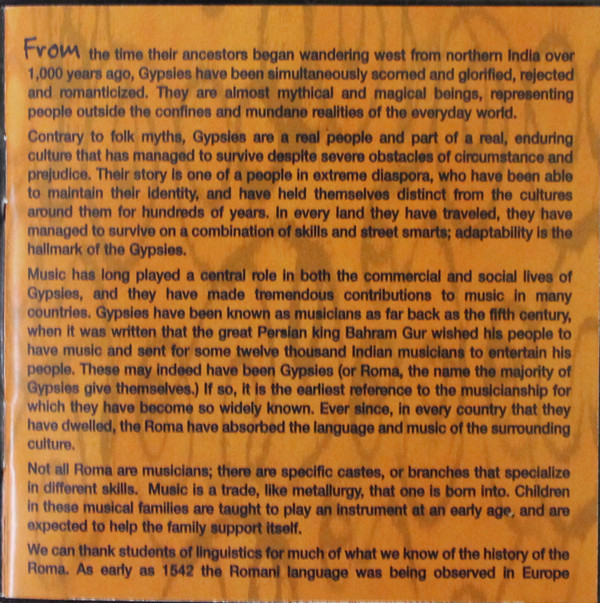 From the time their ancestors began wandering west from northern India over
1,000 years ago, Gypsies have been simultaneously scorned and glorified, rejected
and romanticized. They are almost mythical and magical beings, representing
people outside the confines and mundane realities of the everyday world.
Contrary to folk myths, Gypsies are a real people and part of a real, enduring
culture that has managed to survive despite severe obstacles of circumstance and
prejudice. Their story is one of a people in extreme diaspora, who have been able
to maintain their identity, and have held themselves distinct from the cultures
around them for hundreds of years. In every land they have traveled, they have
managed to survive on a combination of skills and street smarts; adaptability is the
hallmark of the Gypsies.
Music has long played a central role in both the commercial and social lives of
Gypsies, and they have made tremendous contributions to music in many
countries. Gypsies have been known as musicians as far back as the fifth century,
when it was written that the great Persian king Bahram Gur wished his people to
have music and sent for some twelve thousand Indian musicians to entertain his
people. These may indeed have been Gypsies (or Roma, the name the majority of
Gypsies give themselves.) If so, it is the earliest reference to the musicianship for
which they have become so widely known. Ever since, in every country that they
have dwelled, the Roma have absorbed the language and music of the surrounding
culture.
Not all Roma are musicians; there are specific castes, or branches that specialize
in different skills. Music is a trade, like metallurgy, that one is born into. Children
in these musical families are taught to play an instrument at an early age, and are
expected to help the family support itself.
We can thank students of linguistics for much of what we know of the history of the
Roma. As early as 1542 the Romani language was being observed in Europe